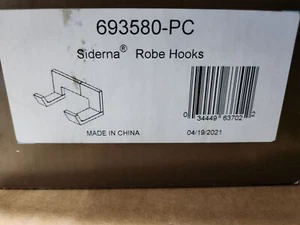 693580-PC
Siderna® Robe Hooks
MADE IN CHINA
0 34449 63702 2
04/19/2021